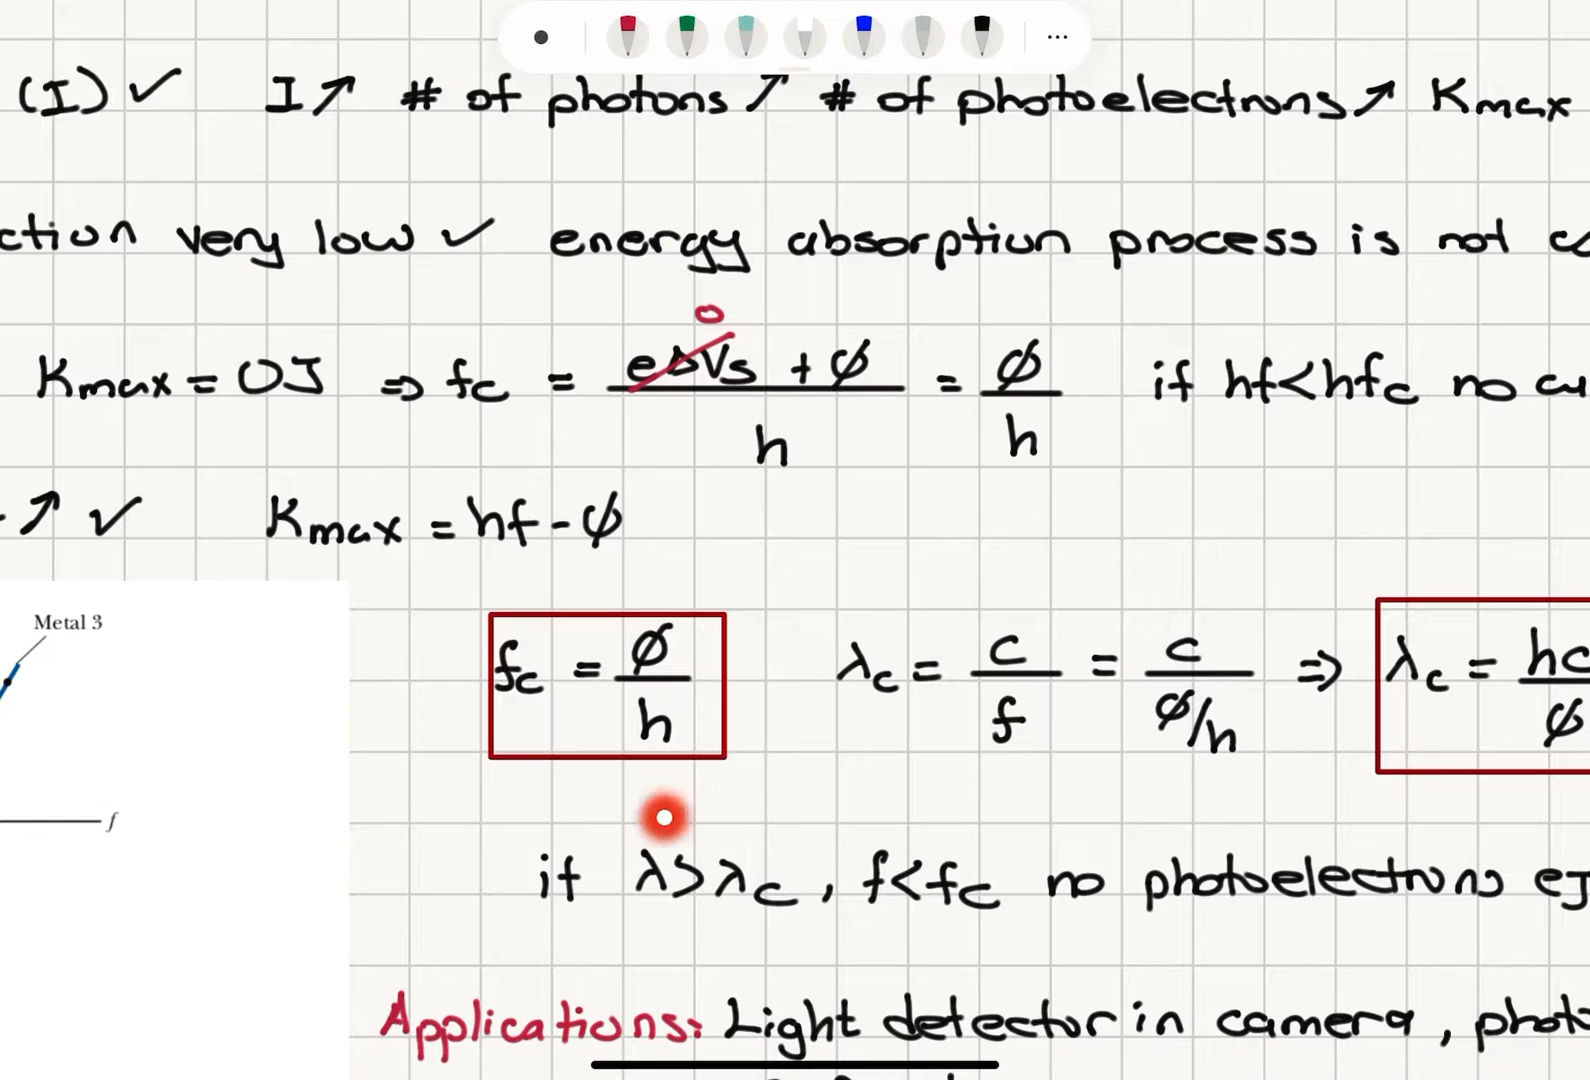 (I) ✓ I ↗ # of photons ↗ # of photoelectrons ↗ Kmax
ction very low ✓ energy absorption process is not
0
Kmax = 0J ⇒ fc = eΔVs + ϕ / h = ϕ / h if hf < hfc no
↗ ✓ Kmax = hf - ϕ
Metal 3
fc = ϕ / h λc = c / f = c / ϕ/h ⇒ λc = hc / ϕ
f
if λ > λc , f < fc no photoelectrons ej
Applications: Light detector in camera, photo